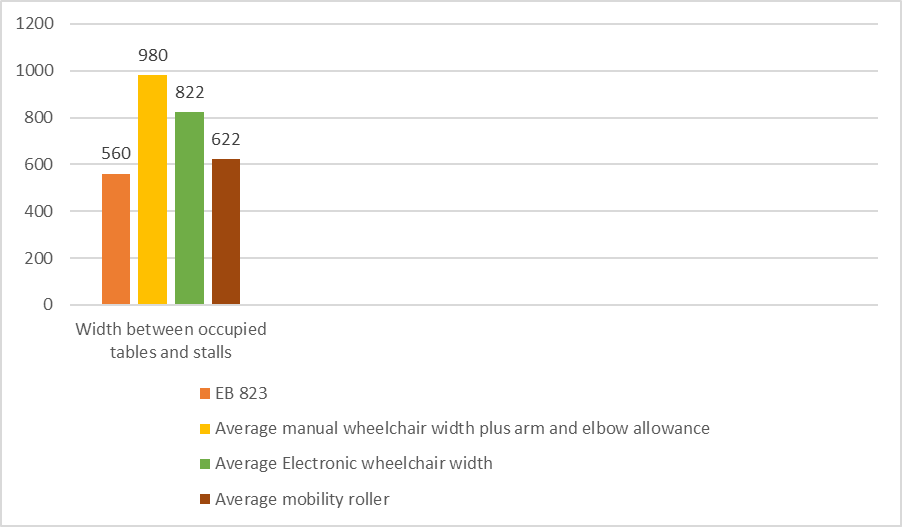 1200
1000
800
600
400
200
0
560
980
822
622
Width between occupied
tables and stalls
EB 823
Average manual wheelchair width plus arm and elbow allowance
Average Electronic wheelchair width
Average mobility roller